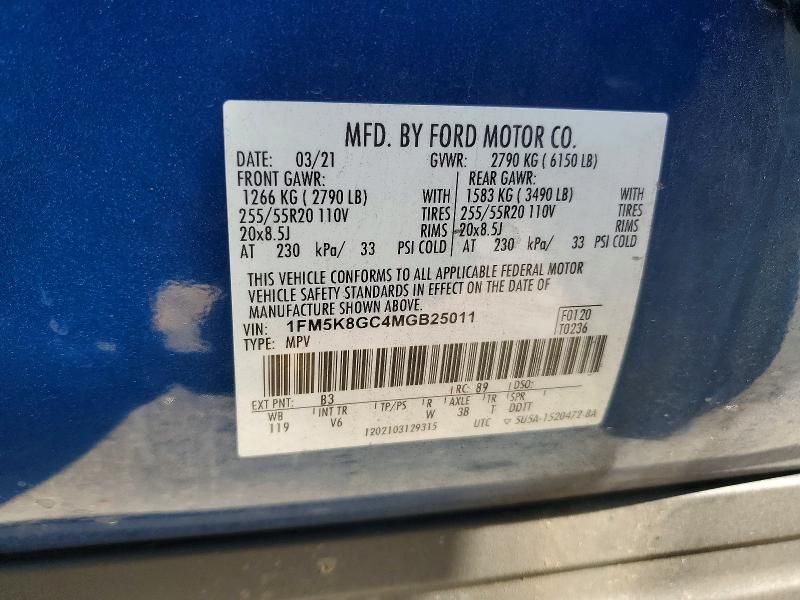 MFD. BY FORD MOTOR CO.
DATE: 03/21 GVWR: 2790 KG ( 6150 LB)
FRONT GAWR: REAR GAWR:
1266 KG ( 2790 LB) WITH 1583 KG ( 3490 LB) WITH
255/55R20 110V TIRES 255/55R20 110V TIRES
20x8.5J RIMS 20x8.5J RIMS
AT 230 kPa/ 33 PSI COLD AT 230 kPa/ 33 PSI COLD
THIS VEHICLE CONFORMS TO ALL APPLICABLE FEDERAL MOTOR
VEHICLE SAFETY STANDARDS IN EFFECT ON THE DATE OF
MANUFACTURE SHOWN ABOVE.
VIN: 1FM5K8GC4MGB25011 F0120
TYPE: MPV T0236
EXT PNT: B3 RC: 89 DSO:
WB INT TR TP/PS R AXLE TR SPR
119 V6 W 3B T DDTT
1202103129315 UTC ▽ SU5A-1520472-BA